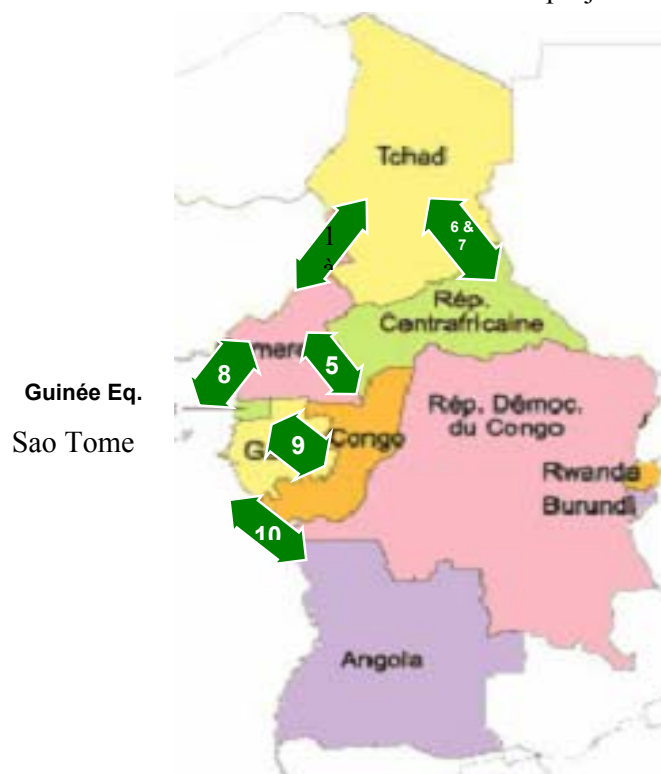 Tchad
1
à
6 &
7
Rép.
Centrafricaine
mer
8
5
Guinée Eq.
Sao Tome
Rép. Démoc.
du Congo
G
9
Congo
Rwanda
Burundi
10
Angola